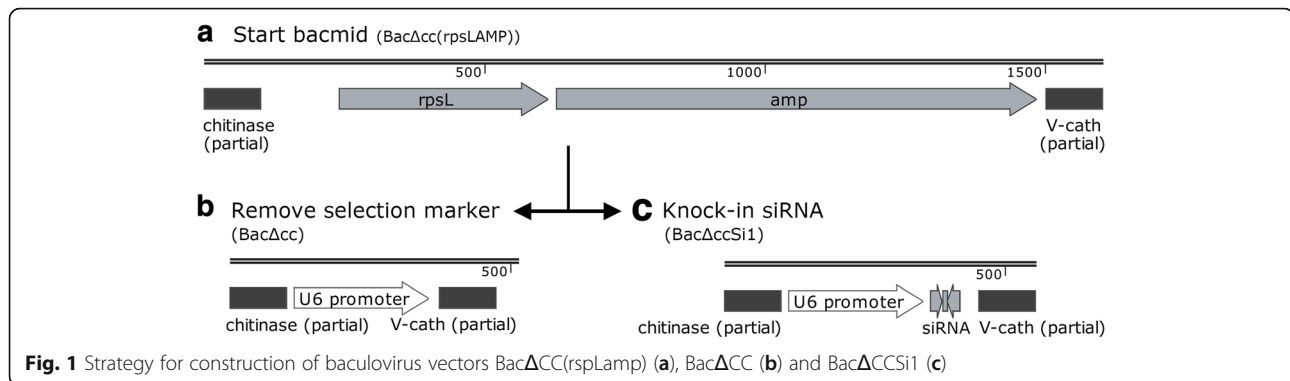 a Start bacmid (BacΔcc(rpsLAMP))
500
1000
1500
rpsL
amp
chitinase
(partial)
V-cath
(partial)
b Remove selection marker
(BacΔcc)
500
U6 promoter
chitinase (partial)
V-cath (partial)
c Knock-in siRNA
(BacΔccSi1)
500
U6 promoter
chitinase (partial)
siRNA
V-cath (partial)
Fig. 1 Strategy for construction of baculovirus vectors BacΔCC(rspLamp) (a), BacΔCC (b) and BacΔCCSi1 (c)